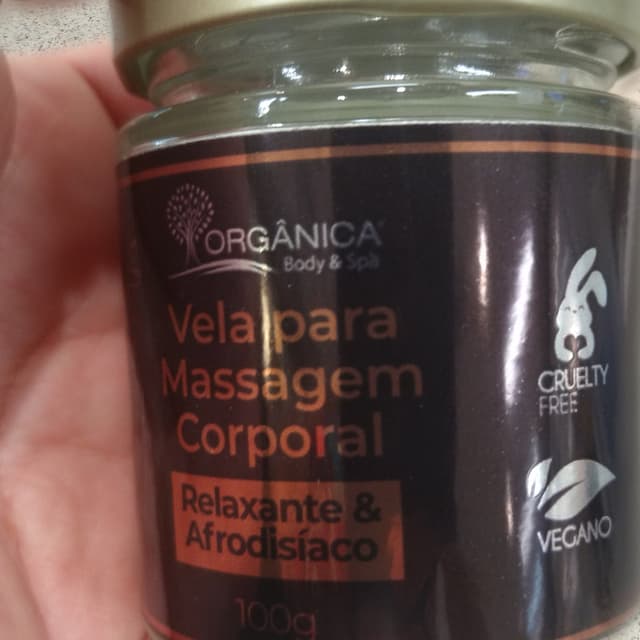 ORGÂNICA
Body & Spa
Vela para
Massagem
Corporal
Relaxante &
Afrodisíaco
100g
CRUELTY
FREE
VEGANO